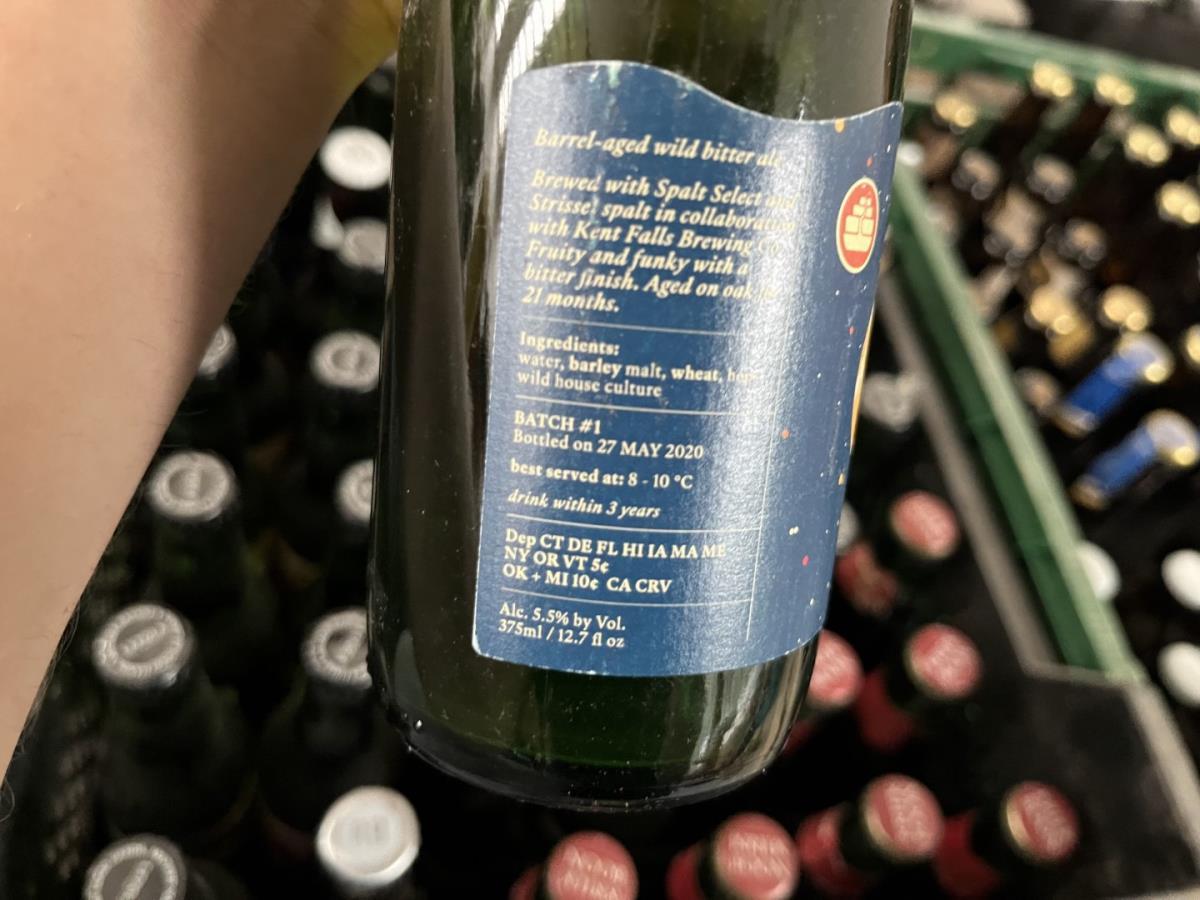 Barrel-aged wild bitter ale
Brewed with Spalt Select and
Strissel spalt in collaboration
with Kent Falls Brewing Co
Fruity and funky with a
bitter finish. Aged on oak
21 months.
Ingredients:
water, barley malt, wheat,
wild house culture
BATCH #1
Bottled on 27 MAY 2020
best served at: 8 - 10 °C
drink within 3 years
Dep CT DE FL HI IA MA ME
NY OR VT 5¢
OK + MI 10¢ CA CRV
Alc. 5.5% by Vol.
375ml / 12.7 fl oz